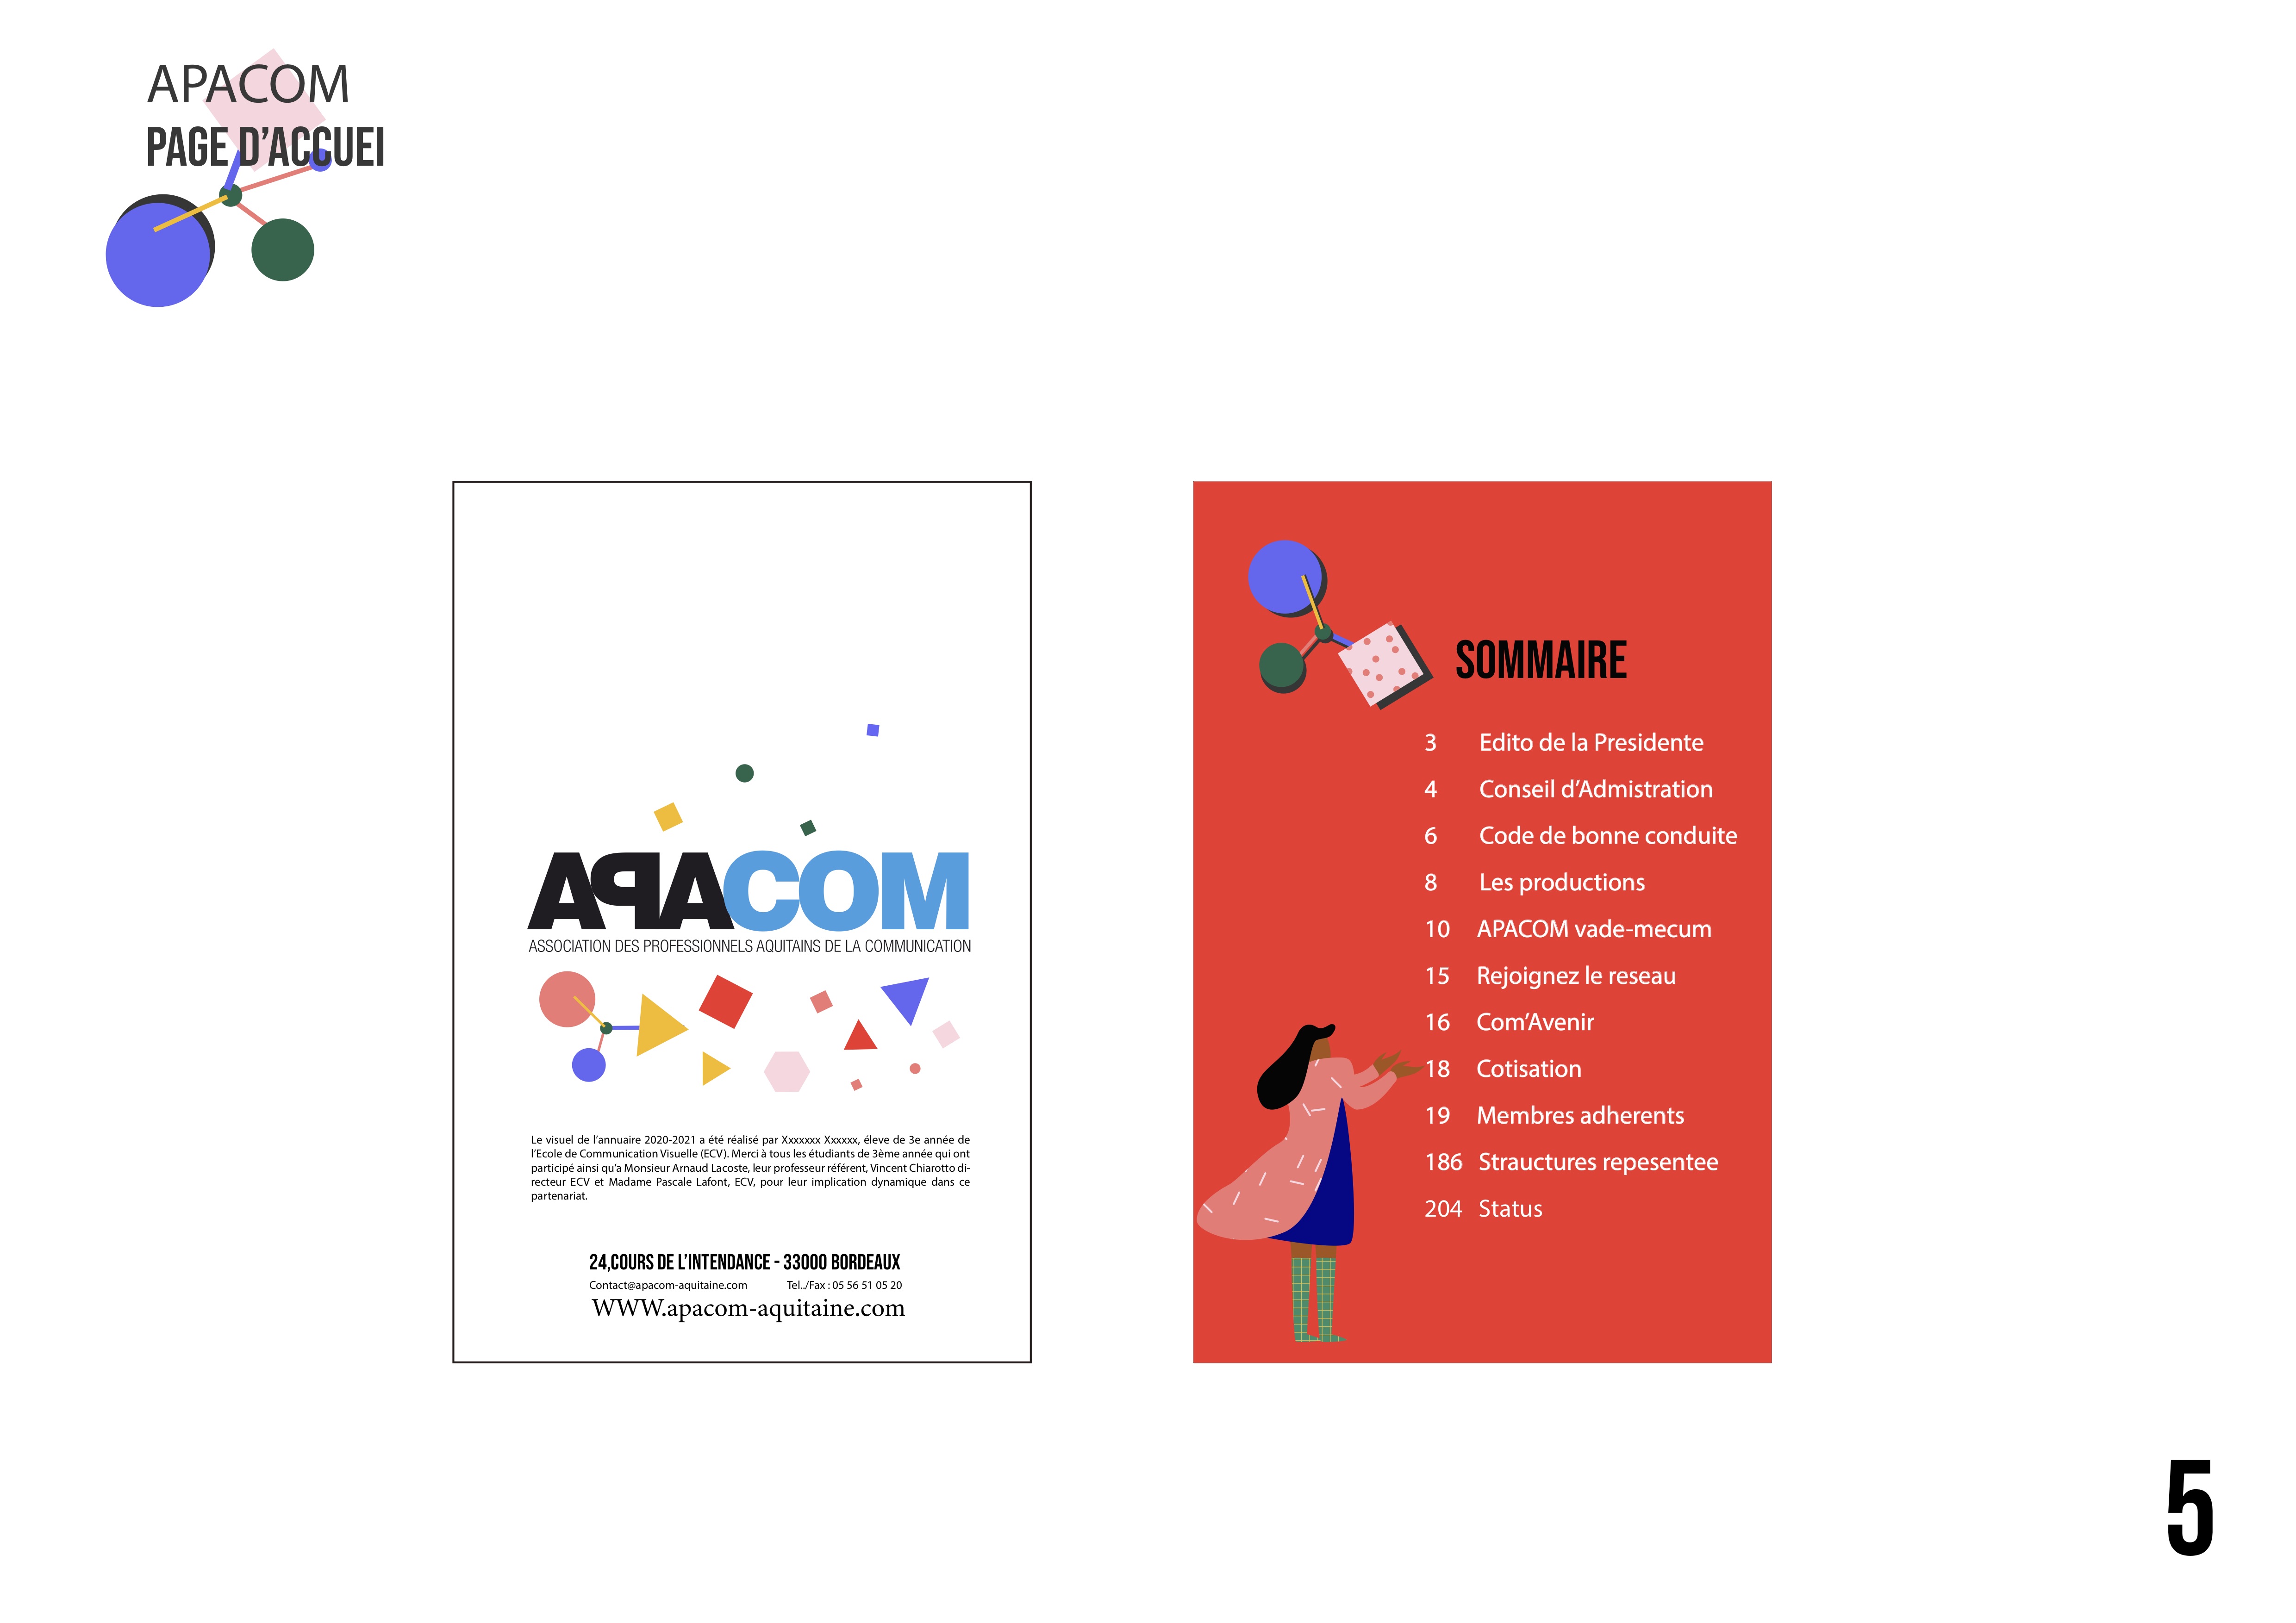 APACOM
PAGE D'ACCUEI
APACOM
ASSOCIATION DES PROFESSIONNELS AQUITAINS DE LA COMMUNICATION
Le visuel de l'annuaire 2020-2021 a été réalisé par Xxxxxxx Xxxxxx, éleve de 3e année de
l'Ecole de Communication Visuelle (ECV). Merci à tous les étudiants de 3ème année qui ont
participé ainsi qu'a Monsieur Arnaud Lacoste, leur professeur référent, Vincent Chiarotto di-
recteur ECV et Madame Pascale Lafont, ECV, pour leur implication dynamique dans ce
partenariat.
24,COURS DE L'INTENDANCE - 33000 BORDEAUX
Contact@apacom-aquitaine.com Tel../Fax : 05 56 51 05 20
WWW.apacom-aquitaine.com
SOMMAIRE
3 Edito de la Presidente
4 Conseil d'Admistration
6 Code de bonne conduite
8 Les productions
10 APACOM vade-mecum
15 Rejoignez le reseau
16 Com'Avenir
18 Cotisation
19 Membres adherents
186 Strauctures repesentee
204 Status
5